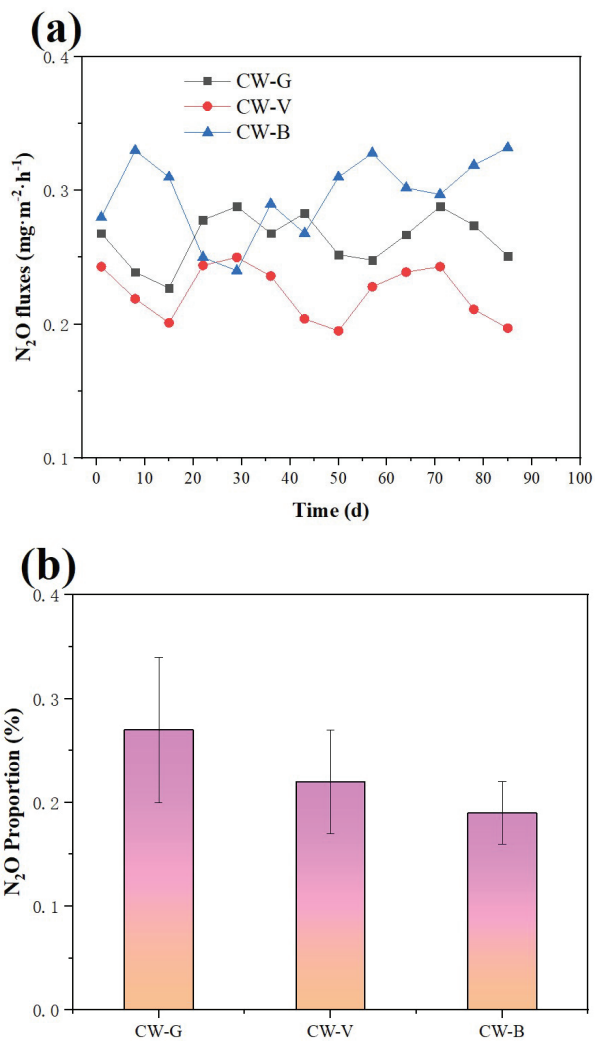 (a)
0.4
0.3
0.2
0.1
N₂O fluxes (mg·m⁻²·h⁻¹)
CW-G
CW-V
CW-B
0 10 20 30 40 50 60 70 80 90 100
Time (d)
(b)
0.4
0.3
0.2
0.1
0.0
N₂O Proportion (%)
CW-G CW-V CW-B